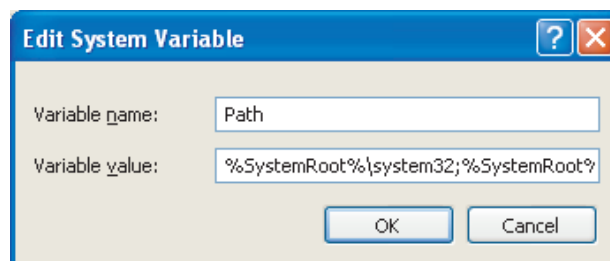 Edit System Variable
Variable name: Path
Variable value: %SystemRoot%\system32;%SystemRoot%
OK Cancel